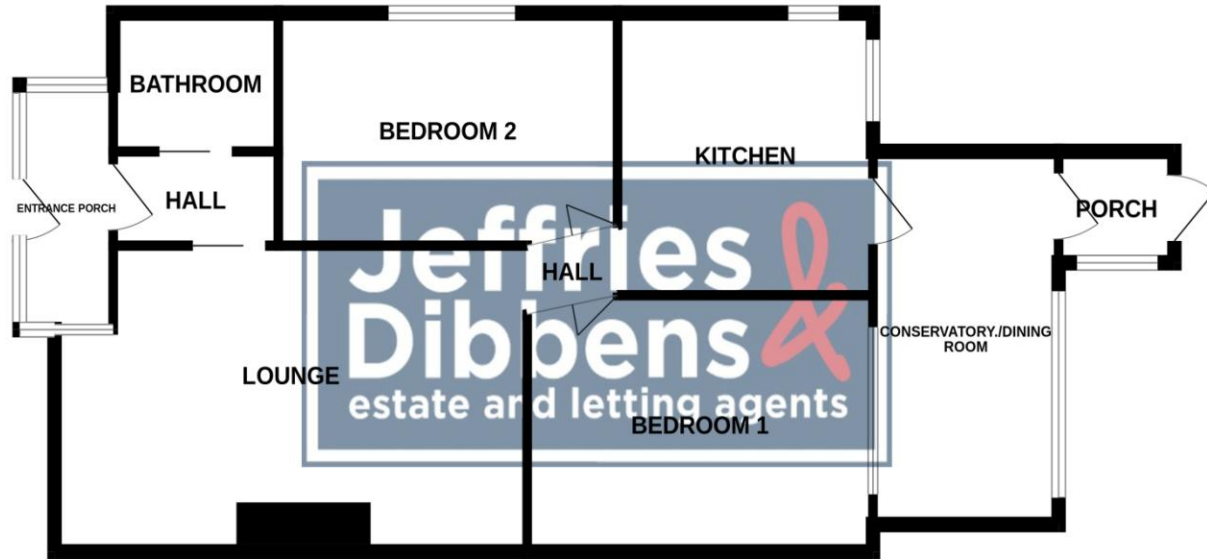 BATHROOM
BEDROOM 2
KITCHEN
ENTRANCE PORCH
HALL
PORCH
Jeffries &
HALL
Dibbens
CONSERVATORY./DINING
ROOM
LOUNGE
estate and letting agents
BEDROOM 1